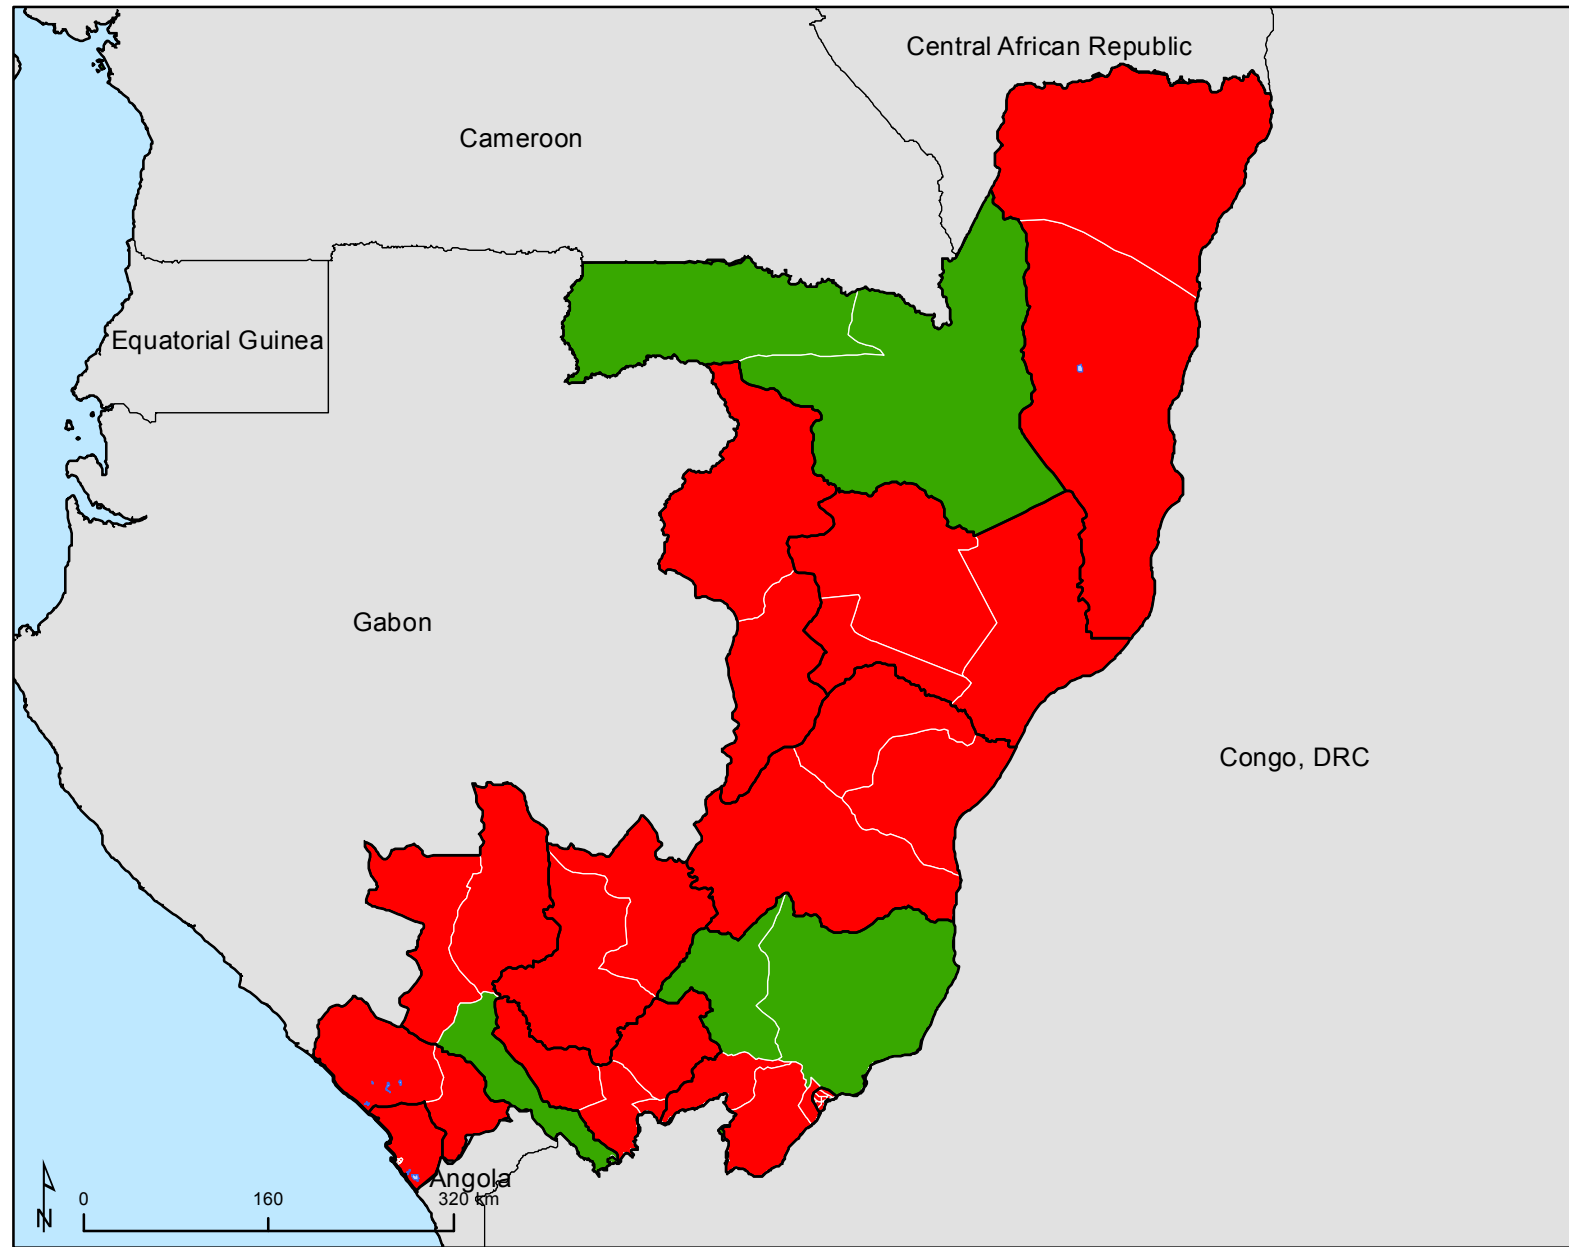 Central African Republic
Cameroon
Equatorial Guinea
Gabon
Congo, DRC
Angola
0 160 320 km
N